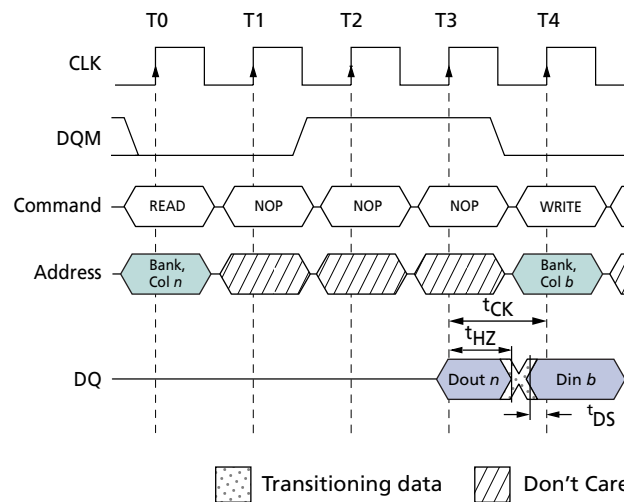 T0 T1 T2 T3 T4
CLK
DQM
Command READ NOP NOP NOP WRITE
Address Bank, Col n Bank, Col b
tCK
tHZ
DQ Dout n Din b
tDS
Transitioning data Don't Care